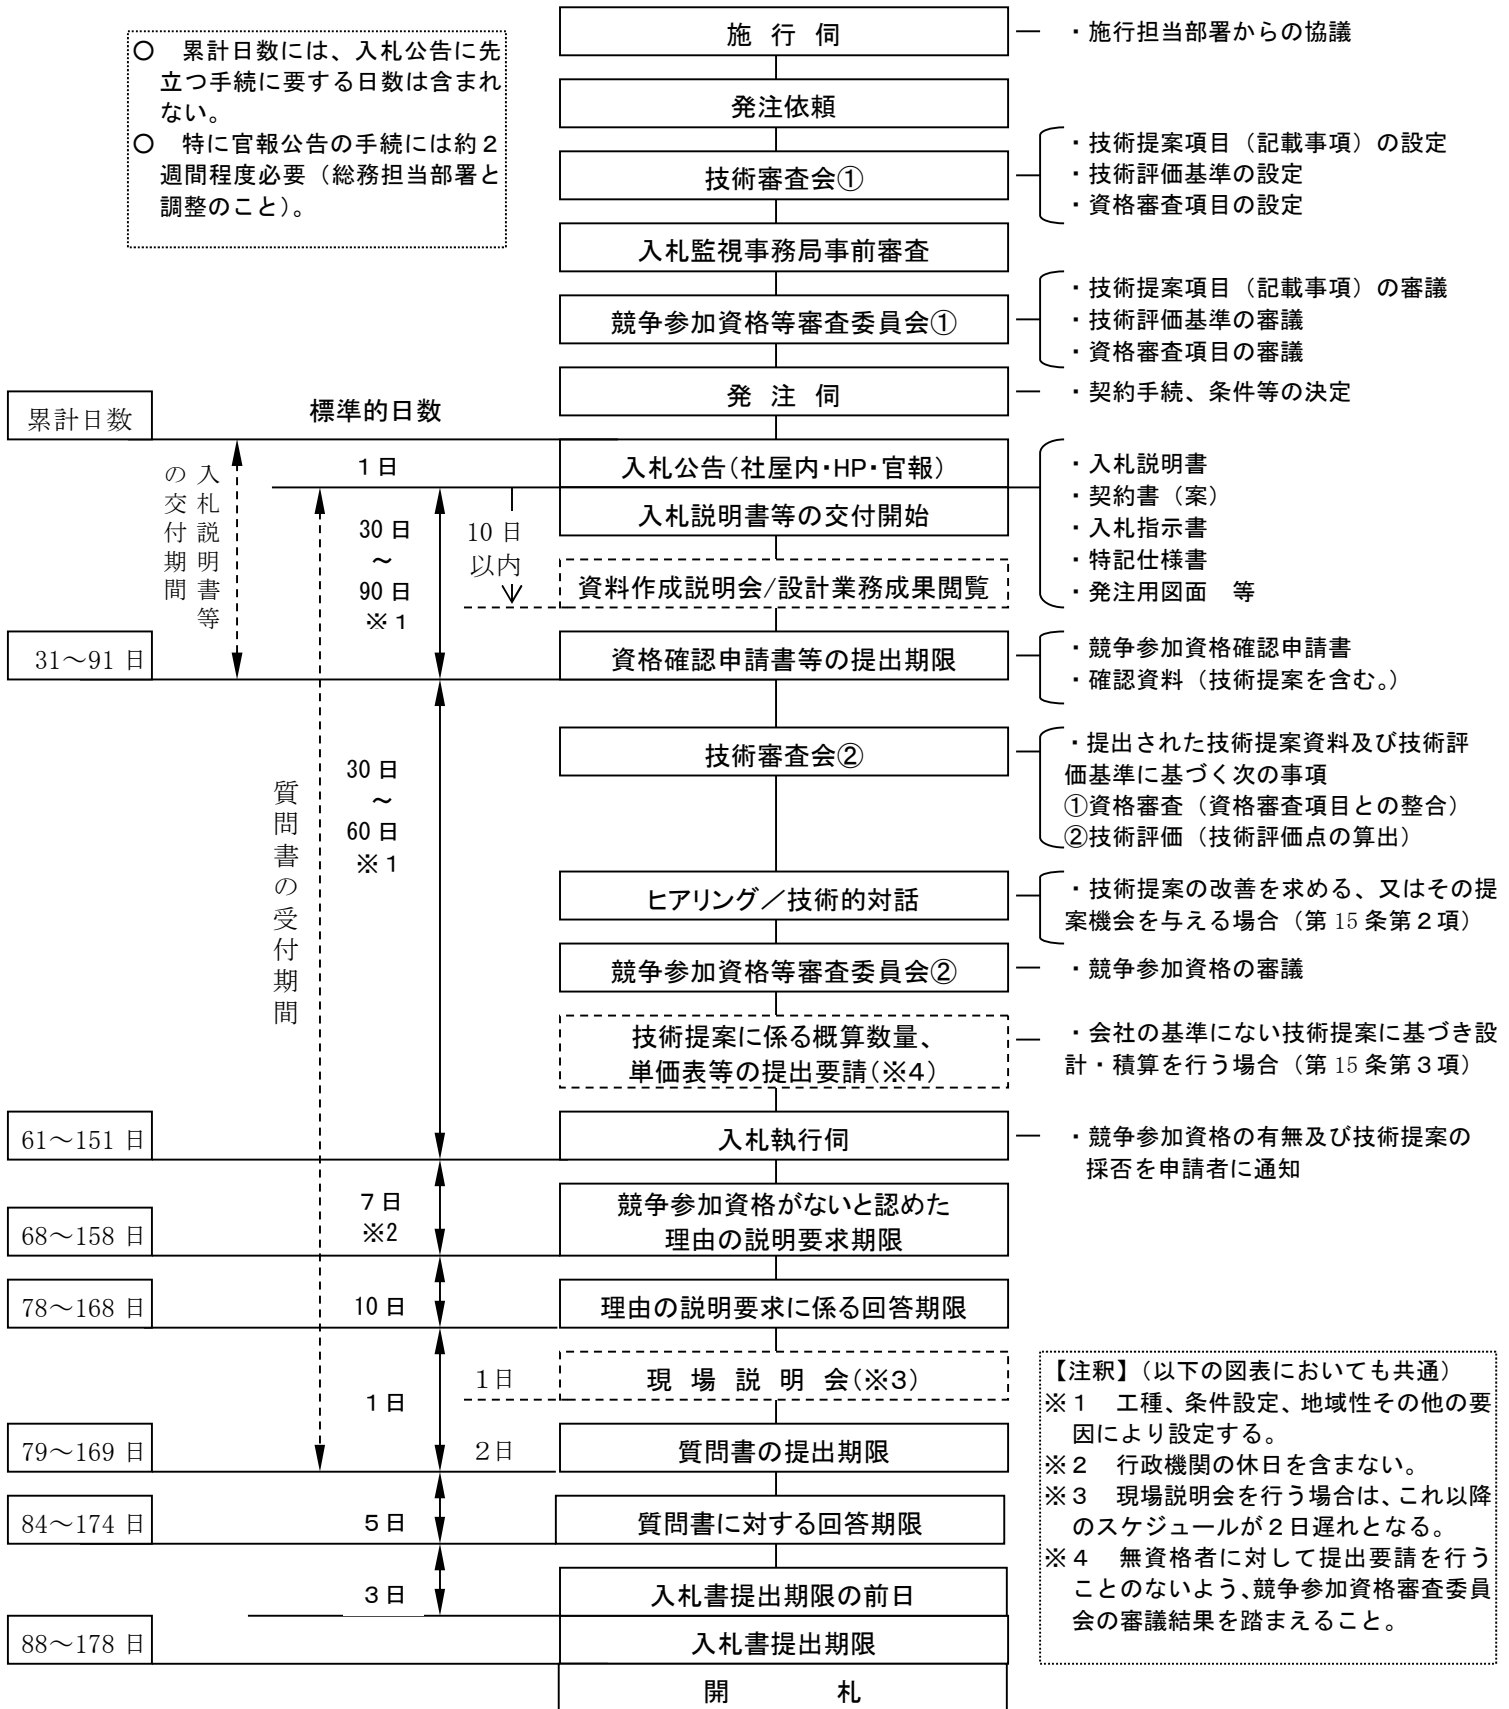 施　行　伺
・施行担当部署からの協議
〇　累計日数には、入札公告に先
立つ手続に要する日数は含まれ
ない。
〇　特に官報公告の手続には約２
週間程度必要（総務担当部署と
調整のこと）。
発注依頼
技術審査会①
・技術提案項目（記載事項）の設定
・技術評価基準の設定
・資格審査項目の設定
入札監視事務局事前審査
競争参加資格等審査委員会①
・技術提案項目（記載事項）の審議
・技術評価基準の審議
・資格審査項目の審議
発　注　伺
・契約手続、条件等の決定
累計日数
標準的日数
入札説明書等
の交付期間
１日
入札公告（社屋内・HP・官報）
入札説明書等の交付開始
・入札説明書
・契約書（案）
・入札指示書
・特記仕様書
・発注用図面　等
30 日
～
90 日
※１
10 日
以内
資料作成説明会/設計業務成果閲覧
31～91 日
資格確認申請書等の提出期限
・競争参加資格確認申請書
・確認資料（技術提案を含む。）
質問書の受付期間
30 日
～
60 日
※１
技術審査会②
・提出された技術提案資料及び技術評
価基準に基づく次の事項
①資格審査（資格審査項目との整合）
②技術評価（技術評価点の算出）
ヒアリング／技術的対話
・技術提案の改善を求める、又はその提
案機会を与える場合（第 15 条第２項）
競争参加資格等審査委員会②
・競争参加資格の審議
技術提案に係る概算数量、
単価表等の提出要請（※４）
・会社の基準にない技術提案に基づき設
計・積算を行う場合（第 15 条第３項）
61～151 日
入札執行伺
・競争参加資格の有無及び技術提案の
採否を申請者に通知
68～158 日
７日
※2
競争参加資格がないと認めた
理由の説明要求期限
78～168 日
10 日
理由の説明要求に係る回答期限
１日
1日
現　場　説　明　会（※３）
79～169 日
2日
質問書の提出期限
84～174 日
５日
質問書に対する回答期限
３日
入札書提出期限の前日
88～178 日
入札書提出期限
開　　　　札
【注釈】（以下の図表においても共通）
※１　工種、条件設定、地域性その他の要
因により設定する。
※２　行政機関の休日を含まない。
※３　現場説明会を行う場合は、これ以降
のスケジュールが２日遅れとなる。
※４　無資格者に対して提出要請を行う
ことのないよう、競争参加資格審査委員
会の審議結果を踏まえること。